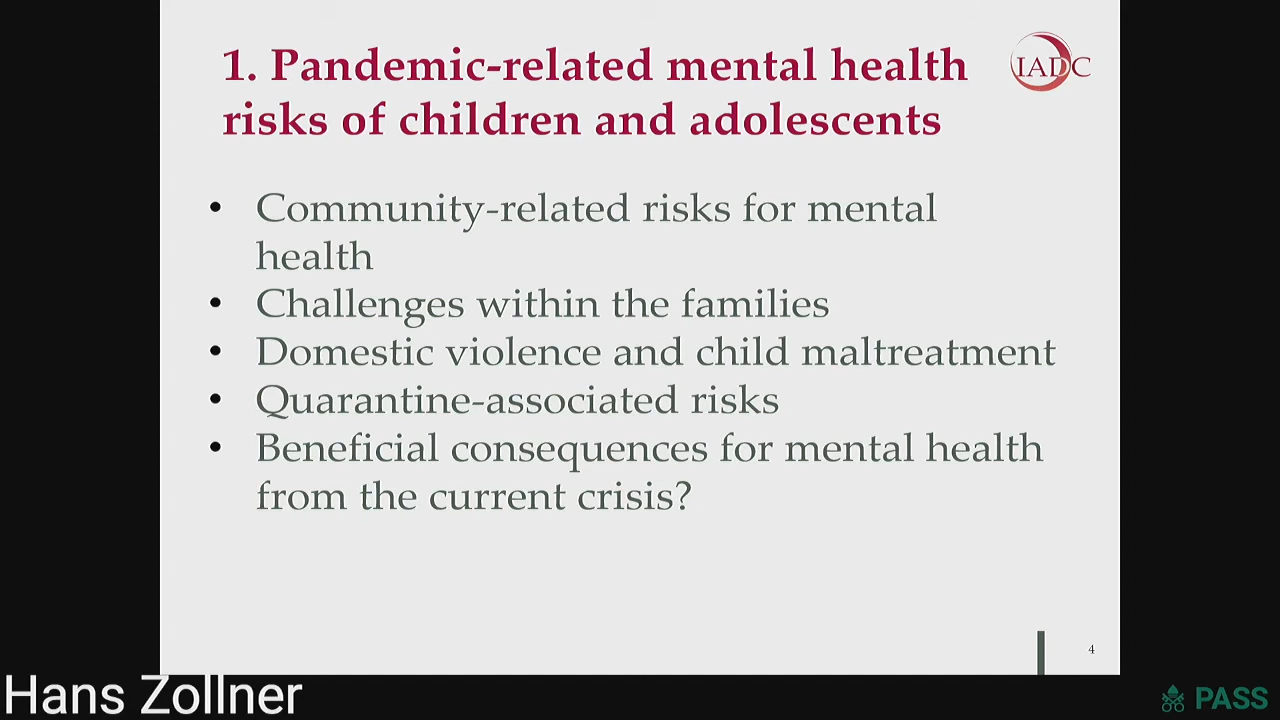 1. Pandemic-related mental health
risks of children and adolescents
IADC
• Community-related risks for mental
health
• Challenges within the families
• Domestic violence and child maltreatment
• Quarantine-associated risks
• Beneficial consequences for mental health
from the current crisis?
4
Hans Zollner
PASS